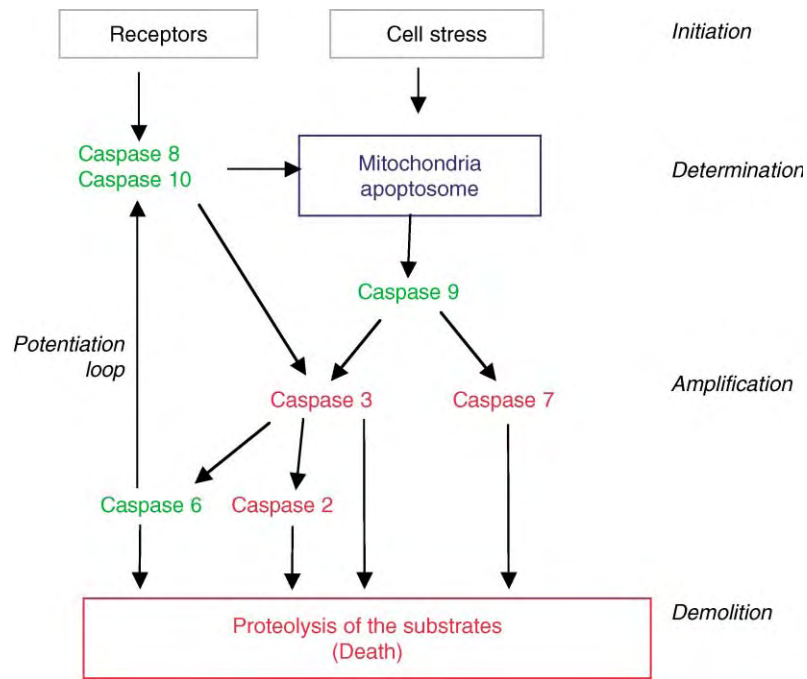 Receptors
Cell stress
Initiation
Caspase 8
Caspase 10
Mitochondria
apoptosome
Determination
Caspase 9
Potentiation
loop
Caspase 3
Caspase 7
Amplification
Caspase 6
Caspase 2
Proteolysis of the substrates
(Death)
Demolition